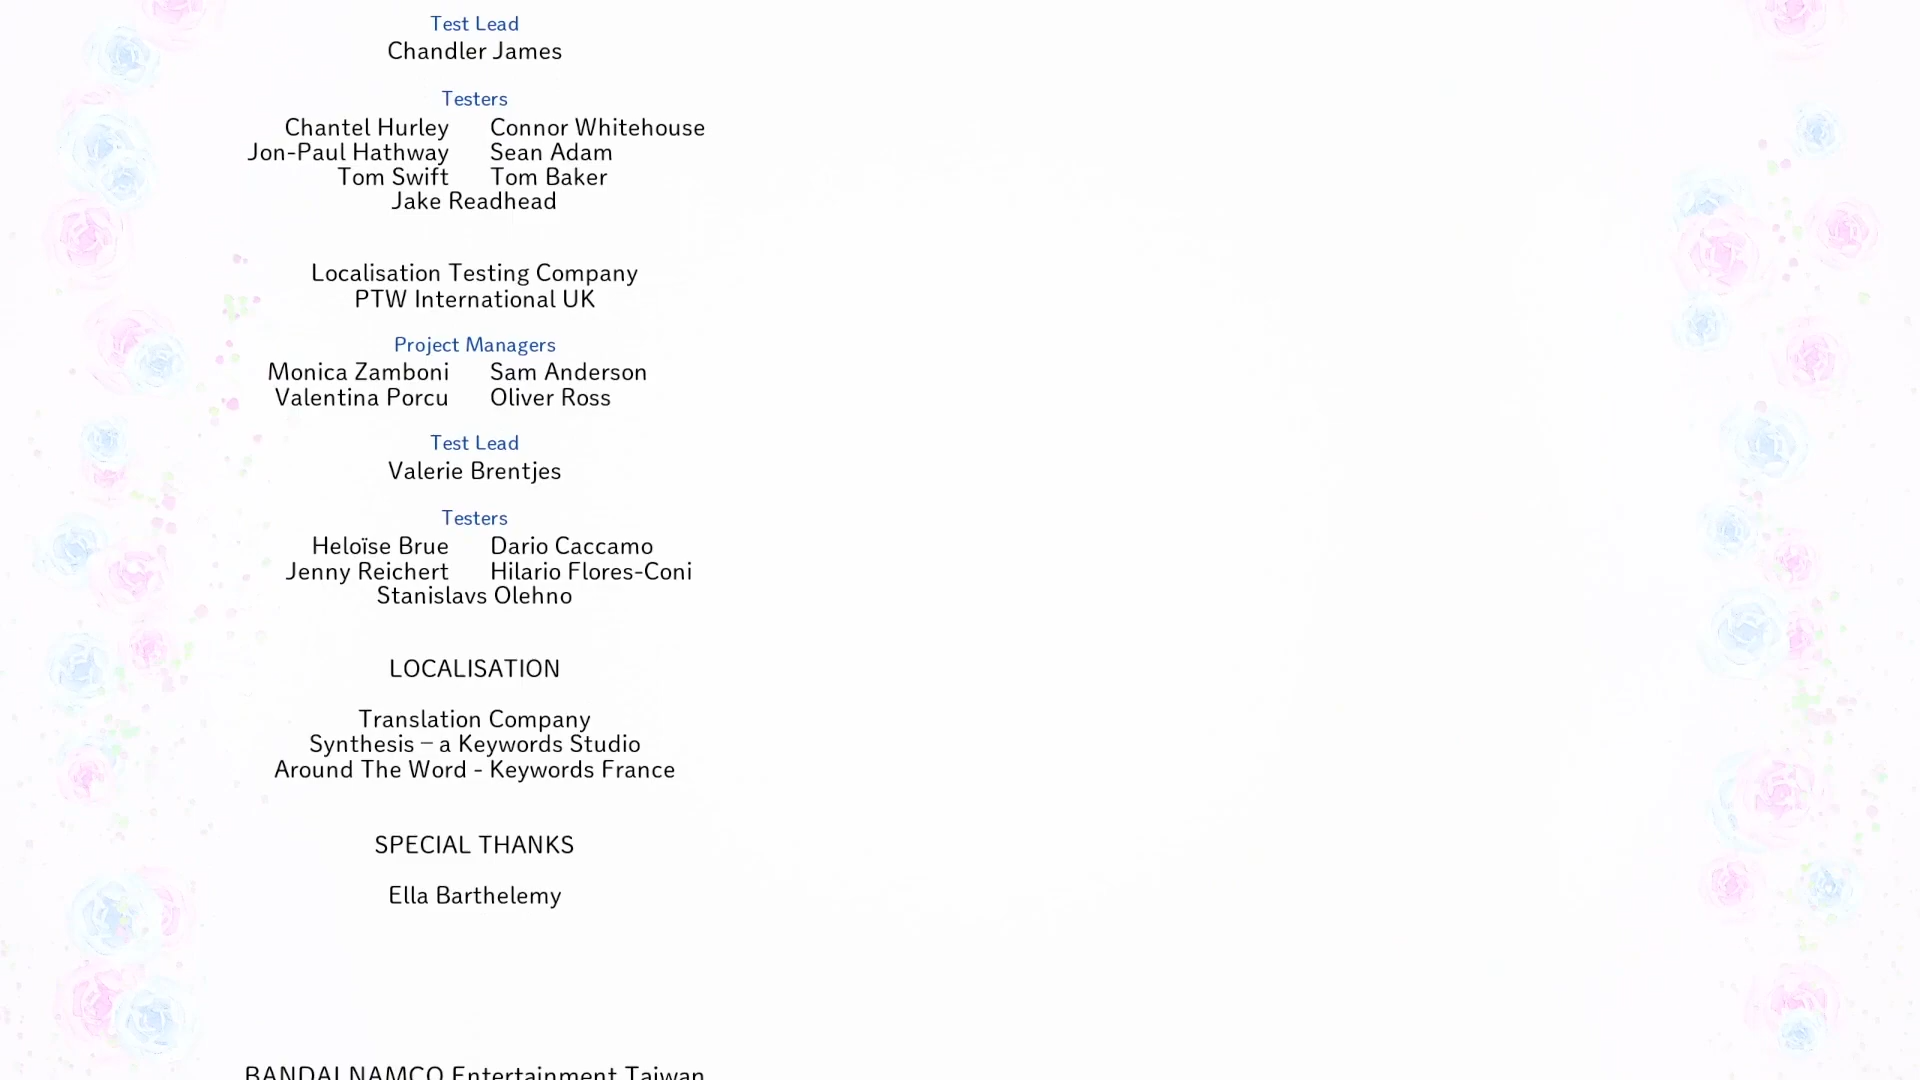 Test Lead
Chandler James
Testers
Chantel Hurley Connor Whitehouse
Jon-Paul Hathway Sean Adam
Tom Swift Tom Baker
Jake Readhead
Localisation Testing Company
PTW International UK
Project Managers
Monica Zamboni Sam Anderson
Valentina Porcu Oliver Ross
Test Lead
Valerie Brentjes
Testers
Heloïse Brue Dario Caccamo
Jenny Reichert Hilario Flores-Coni
Stanislavs Olehno
LOCALISATION
Translation Company
Synthesis – a Keywords Studio
Around The Word - Keywords France
SPECIAL THANKS
Ella Barthelemy
BANDAI NAMCO Entertainment Taiwan